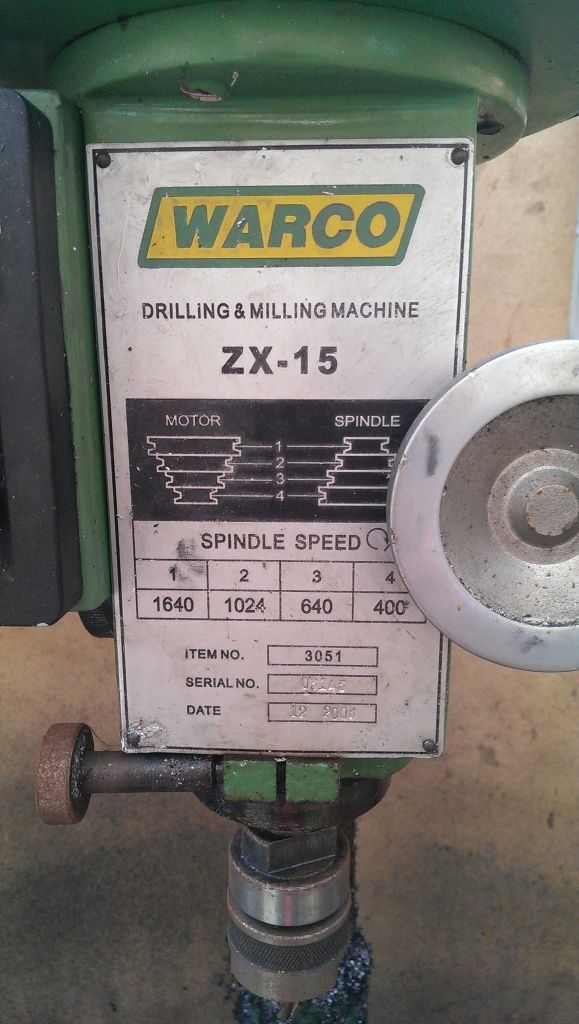 WARCO
DRILLING & MILLING MACHINE
ZX-15
MOTOR SPINDLE
1
2
3
4
SPINDLE SPEED
1 2 3 4
1640 1024 640 400
ITEM NO. 3051
SERIAL NO.
DATE 12